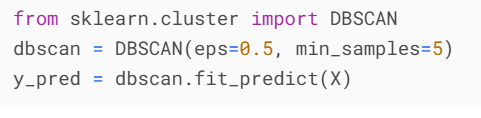 from sklearn.cluster import DBSCAN
dbscan = DBSCAN(eps=0.5, min_samples=5)
y_pred = dbscan.fit_predict(X)